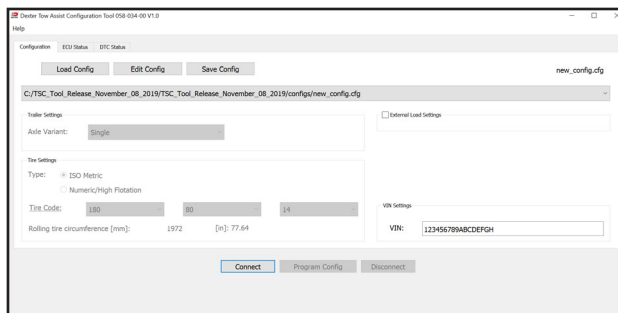 Dexter Tow Assist Configuration Tool 058-034-00 V1.0
Help
Configuration ECU Status DTC Status
Load Config Edit Config Save Config new_config.cfg
C:/TSC_Tool_Release_November_08_2019/TSC_Tool_Release_November_08_2019/configs/new_config.cfg
Trailer Settings External Load Settings
Axle Variant: Single
Tire Settings
Type: ISO Metric
Numeric/High Flotation
Tire Code: 180 80 14
VIN Settings
Rolling tire circumference [mm]: 1972 [in]: 77.64
VIN: 123456789ABCDEFGH
Connect Program Config Disconnect